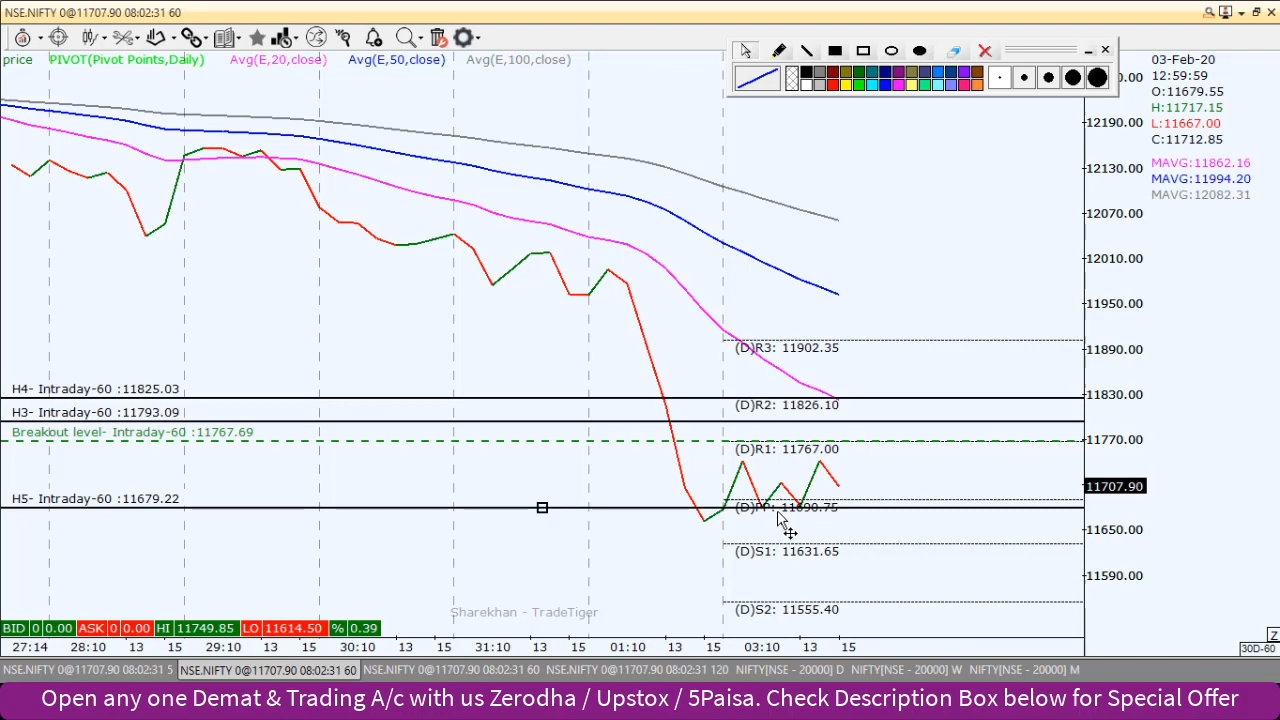 NSE.NIFTY 0@11707.90 08:02:31 60
price PIVOT(Pivot Points,Daily) Avg(E,20,close) Avg(E,50,close) Avg(E,100,close)
03-Feb-20
12:59:59
O:11679.55
H:11717.15
L:11667.00
C:11712.85
MAVG:11862.16
MAVG:11994.20
MAVG:12082.31
12190.00
12130.00
12070.00
12010.00
11950.00
11890.00
11830.00
11770.00
11707.90
11650.00
11590.00
(D)R3: 11902.35
H4- Intraday-60 :11825.03
(D)R2: 11826.10
H3- Intraday-60 :11793.09
Breakout level- Intraday-60 :11767.69
(D)R1: 11767.00
H5- Intraday-60 :11679.22
(D)PP: 11690.75
(D)S1: 11631.65
(D)S2: 11555.40
Sharekhan - TradeTiger
BID 0 0.00 ASK 0 0.00 HI 11749.85 LO 11614.50 % 0.39
27:14 28:10 13 15 29:10 13 15 30:10 13 15 31:10 13 15 01:10 13 15 03:10 13 15
Z
30D-60
NSE.NIFTY 0@11707.90 08:02:31 5 NSE.NIFTY 0@11707.90 08:02:31 60 NSE.NIFTY 0@11707.90 08:02:31 60 NSE.NIFTY 0@11707.90 08:02:31 120 NIFTY[NSE - 20000] D NIFTY[NSE - 20000] W NIFTY[NSE - 20000] M
Open any one Demat & Trading A/c with us Zerodha / Upstox / 5Paisa. Check Description Box below for Special Offer